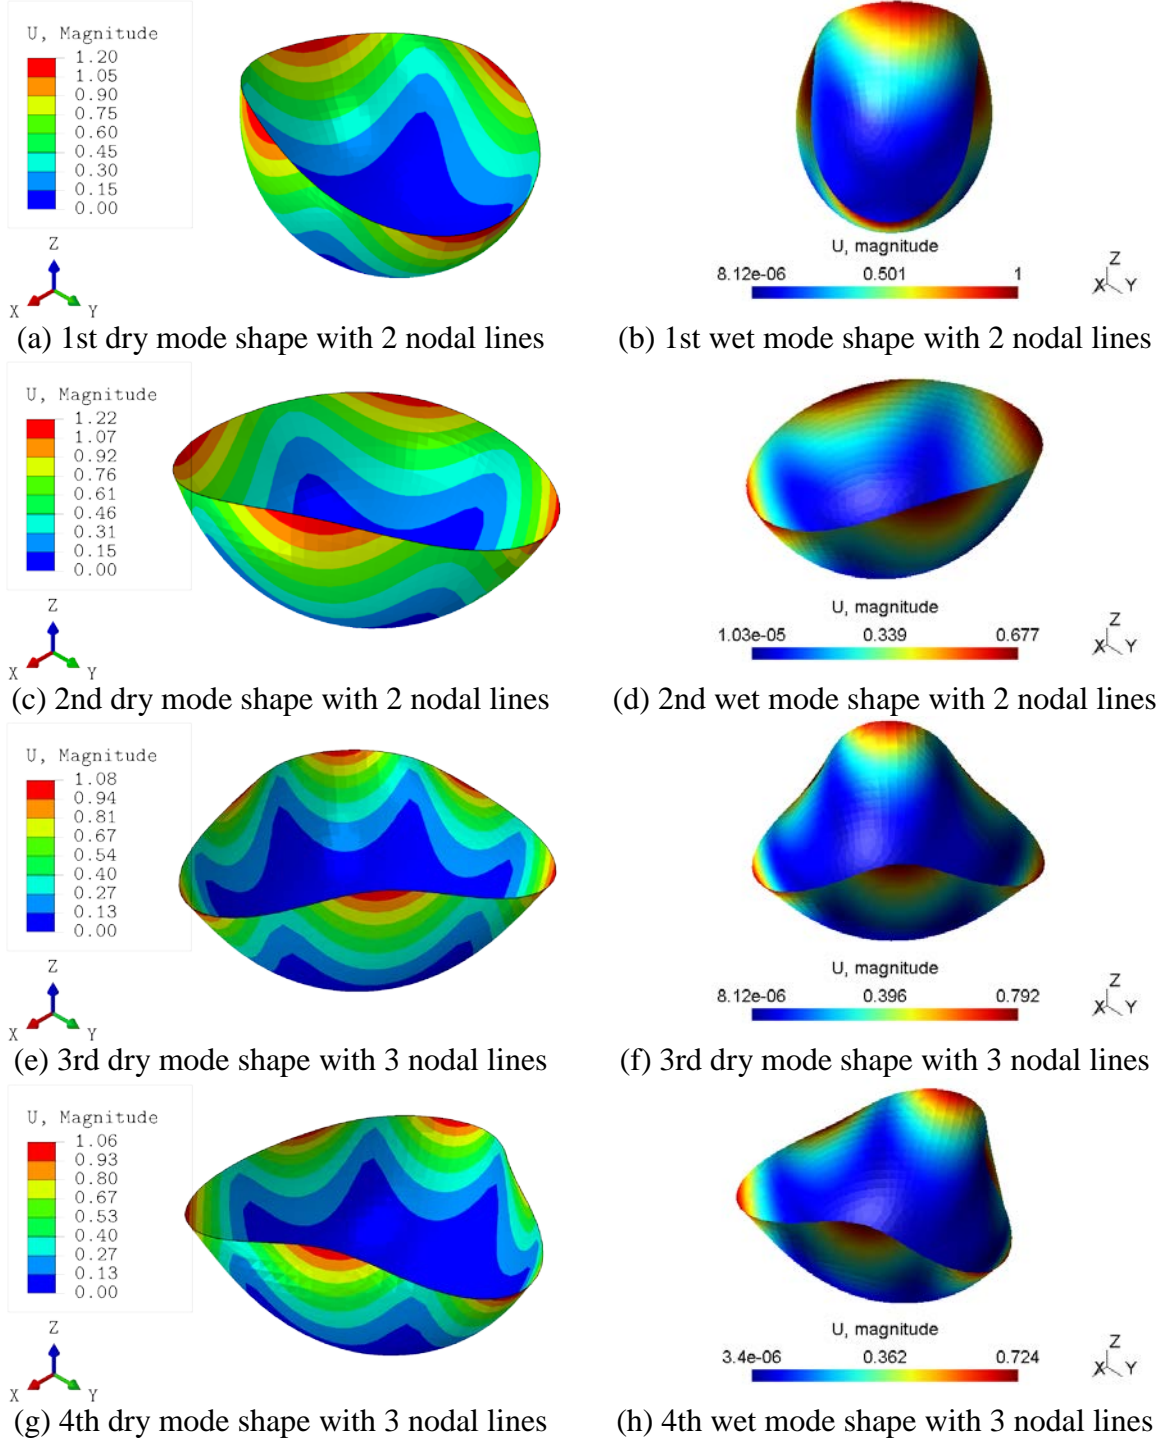 U, Magnitude
1.20
1.05
0.90
0.75
0.60
0.45
0.30
0.15
0.00
Z
X Y
U, magnitude
8.12e-06 0.501 1
Z
X Y
(a) 1st dry mode shape with 2 nodal lines
(b) 1st wet mode shape with 2 nodal lines
U, Magnitude
1.22
1.07
0.92
0.76
0.61
0.46
0.31
0.15
0.00
Z
X Y
U, magnitude
1.03e-05 0.339 0.677
Z
X Y
(c) 2nd dry mode shape with 2 nodal lines
(d) 2nd wet mode shape with 2 nodal lines
U, Magnitude
1.08
0.94
0.81
0.67
0.54
0.40
0.27
0.13
0.00
Z
X Y
U, magnitude
8.12e-06 0.396 0.792
Z
X Y
(e) 3rd dry mode shape with 3 nodal lines
(f) 3rd dry mode shape with 3 nodal lines
U, Magnitude
1.06
0.93
0.80
0.67
0.53
0.40
0.27
0.13
0.00
Z
X Y
U, magnitude
3.4e-06 0.362 0.724
Z
X Y
(g) 4th dry mode shape with 3 nodal lines
(h) 4th wet mode shape with 3 nodal lines